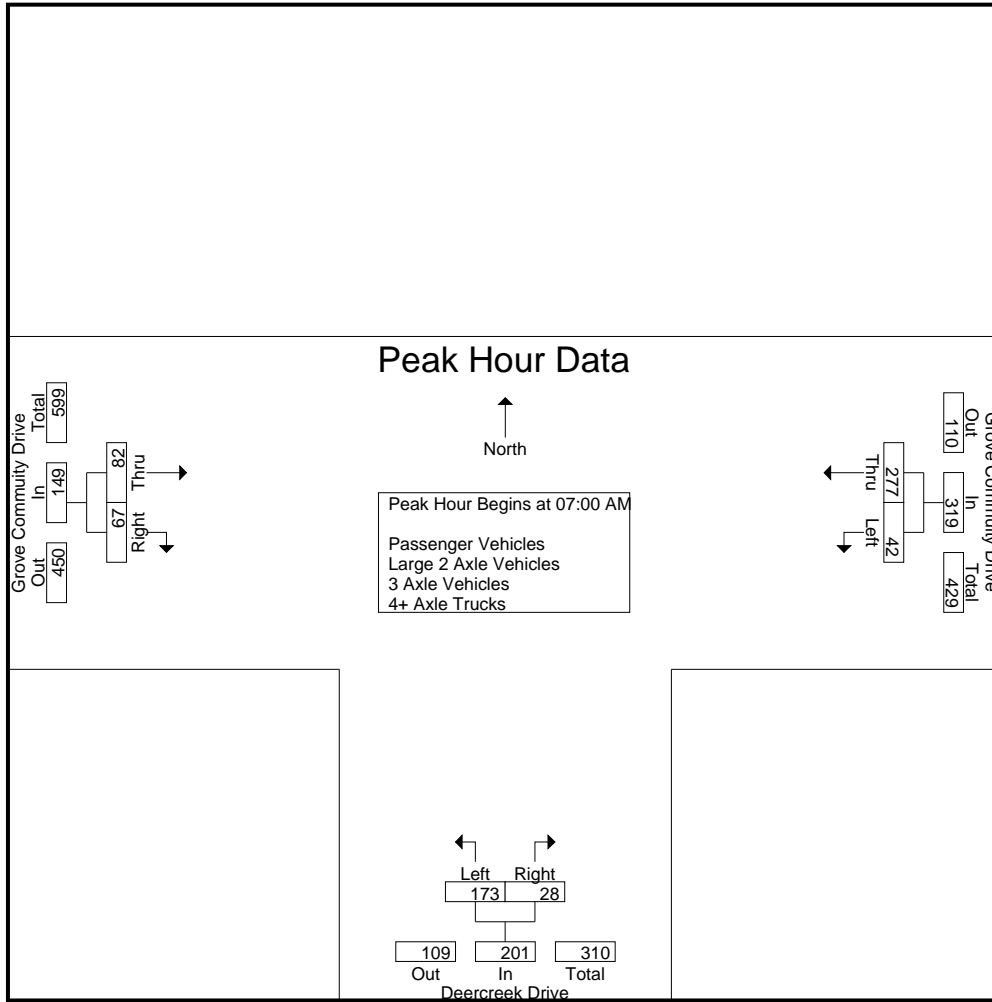 Peak Hour Data
North
Peak Hour Begins at 07:00 AM
Passenger Vehicles
Large 2 Axle Vehicles
3 Axle Vehicles
4+ Axle Trucks
Grove Commuity Drive
Out In Total
450 149 599
Right Thru
67 82
Grove Commuity Drive
Out In Total
110 319 429
Thru Left
277 42
Left Right
173 28
109 201 310
Out In Total
Deercreek Drive